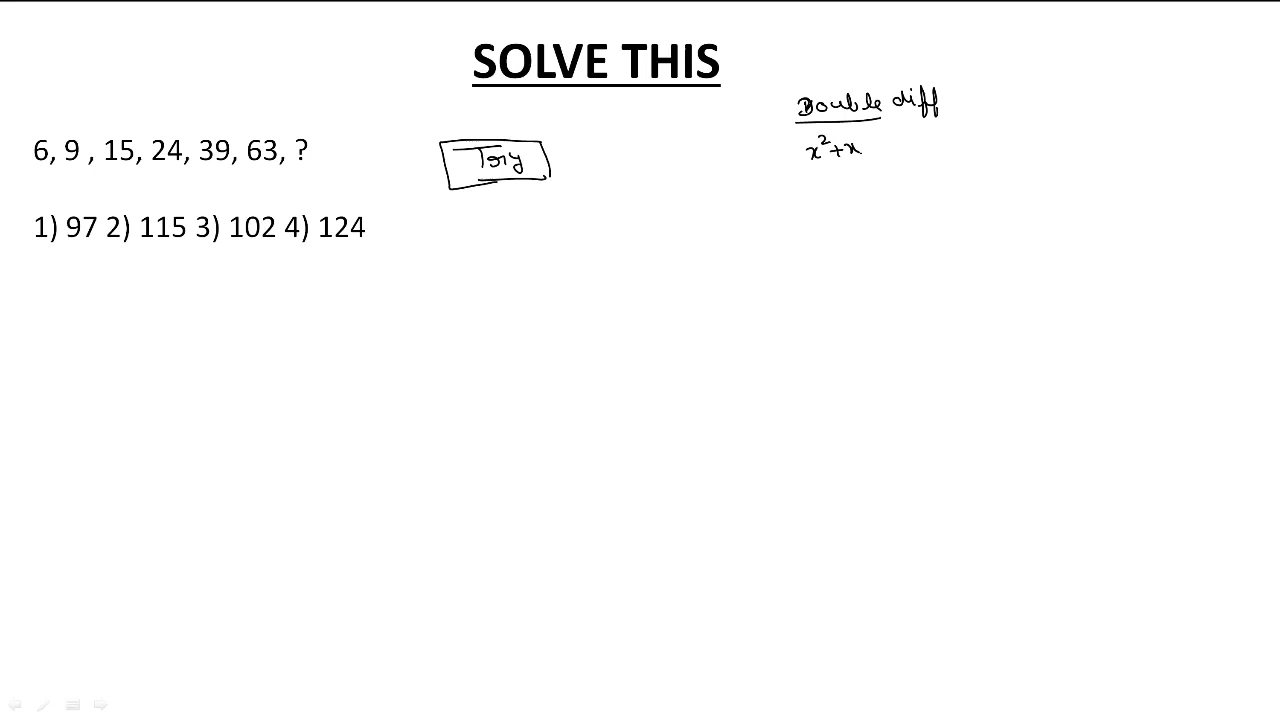 SOLVE THIS
Double diff
x²+x
6, 9 , 15, 24, 39, 63, ?
Try
1) 97 2) 115 3) 102 4) 124